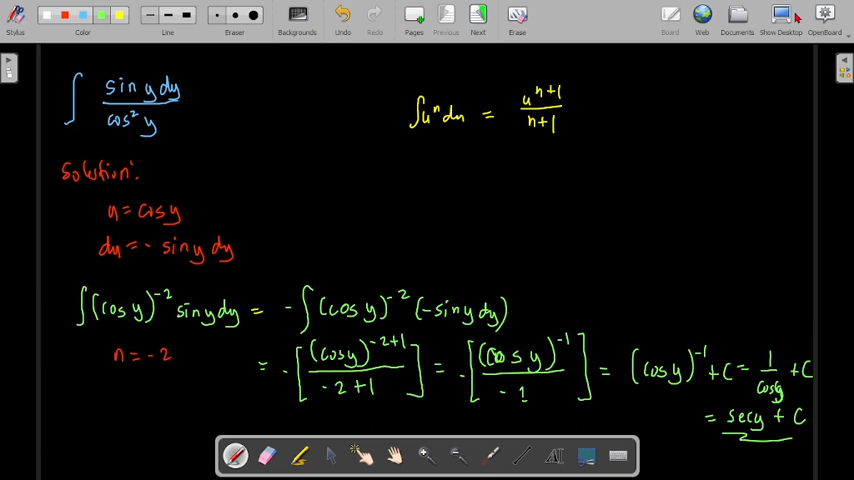 Stylus Color Line Eraser Backgrounds Undo Redo Pages Previous Next Erase Board Web Documents Show Desktop OpenBoard
∫ sin y dy / cos² y
∫uⁿ du = uⁿ⁺¹ / n+1
Solution:
u = cos y
du = - sin y dy
∫(cos y)⁻² sin y dy = -∫(cos y)⁻² (-sin y dy)
n = -2
= -[(cos y)⁻²⁺¹ / -2+1] = -[(cos y)⁻¹ / -1] = (cos y)⁻¹ + C = 1/cos y + C
= sec y + C